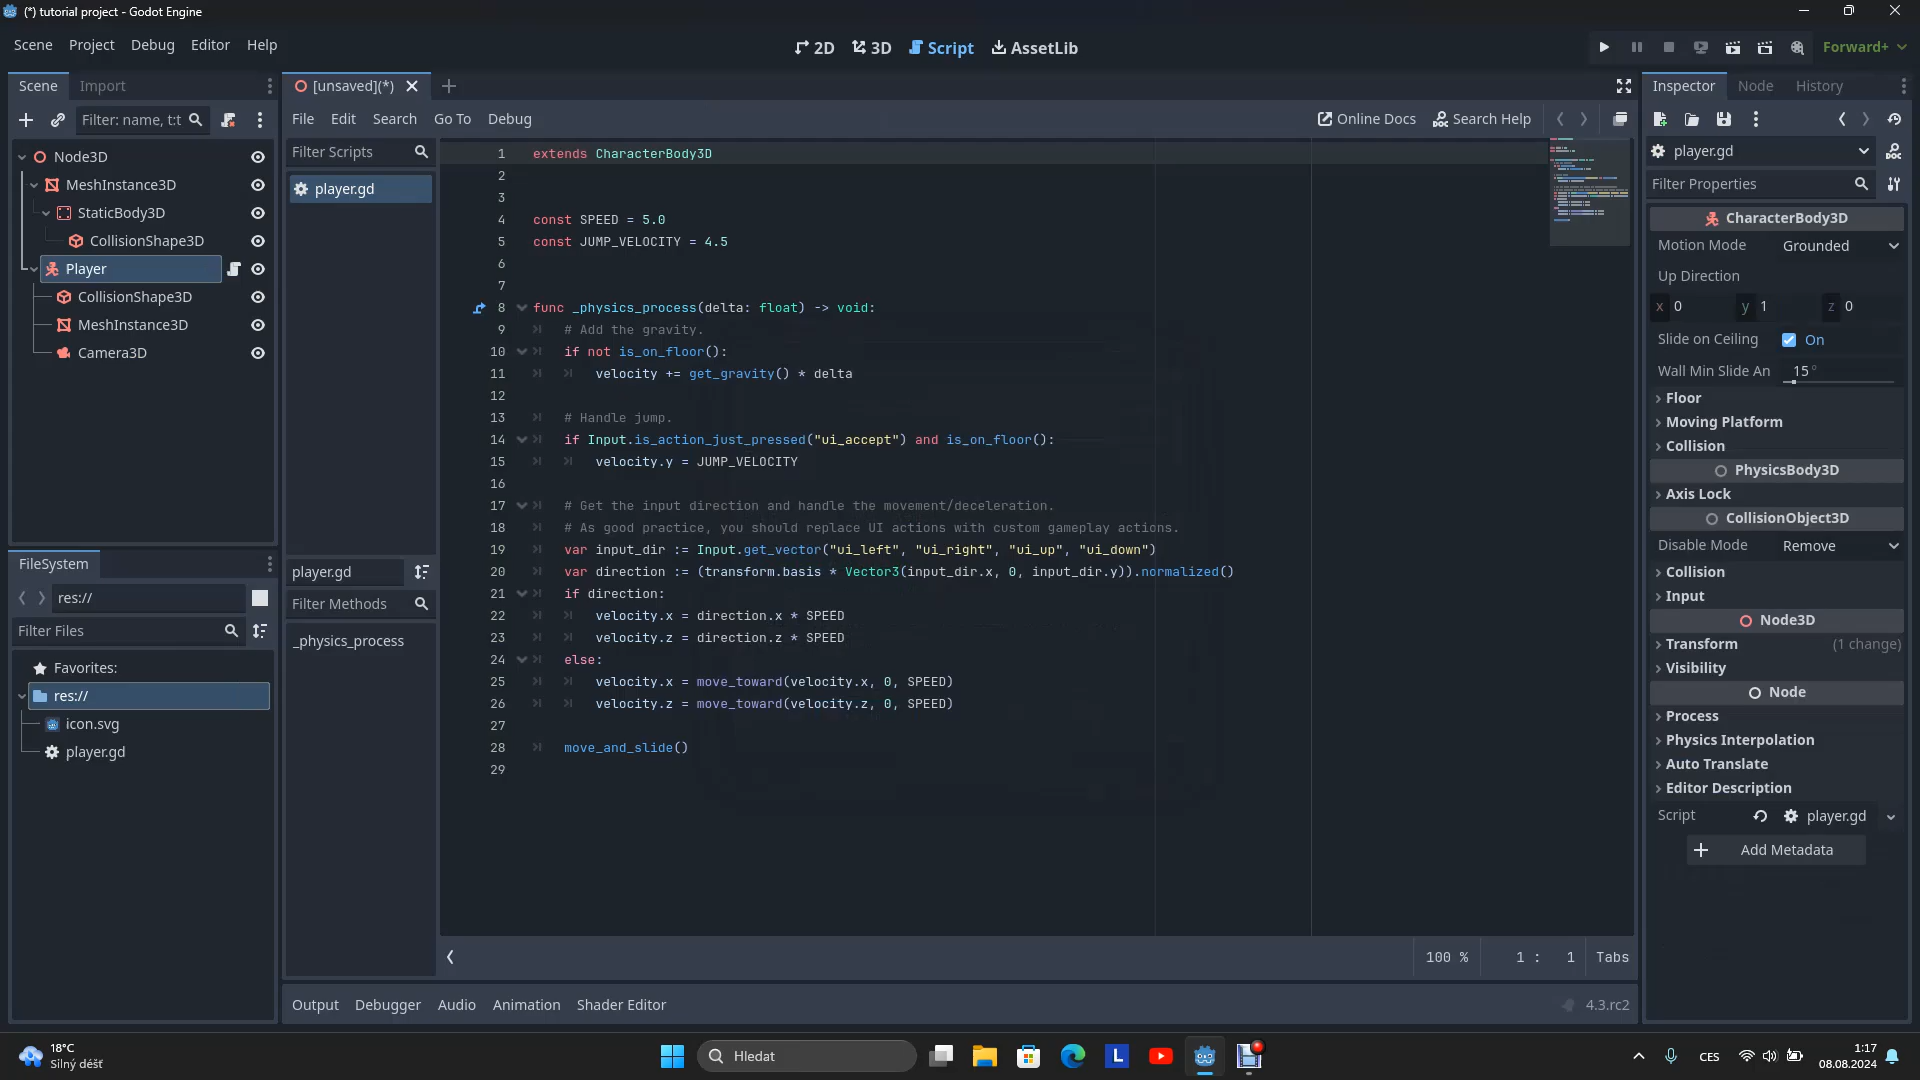 (*) tutorial project - Godot Engine
Scene Project Debug Editor Help
2D 3D Script AssetLib
Forward+
Scene Import
[unsaved](*)
Inspector Node History
Filter: name, t:t
File Edit Search Go To Debug
Online Docs Search Help
Filter Scripts
player.gd
player.gd
Filter Methods
_physics_process
Node3D
MeshInstance3D
StaticBody3D
CollisionShape3D
Player
CollisionShape3D
MeshInstance3D
Camera3D
FileSystem
res://
Filter Files
Favorites:
res://
icon.svg
player.gd
1 extends CharacterBody3D
2
3
4 const SPEED = 5.0
5 const JUMP_VELOCITY = 4.5
6
7
8 func _physics_process(delta: float) -> void:
9 # Add the gravity.
10 if not is_on_floor():
11 velocity += get_gravity() * delta
12
13 # Handle jump.
14 if Input.is_action_just_pressed("ui_accept") and is_on_floor():
15 velocity.y = JUMP_VELOCITY
16
17 # Get the input direction and handle the movement/deceleration.
18 # As good practice, you should replace UI actions with custom gameplay actions.
19 var input_dir := Input.get_vector("ui_left", "ui_right", "ui_up", "ui_down")
20 var direction := (transform.basis * Vector3(input_dir.x, 0, input_dir.y)).normalized()
21 if direction:
22 velocity.x = direction.x * SPEED
23 velocity.z = direction.z * SPEED
24 else:
25 velocity.x = move_toward(velocity.x, 0, SPEED)
26 velocity.z = move_toward(velocity.z, 0, SPEED)
27
28 move_and_slide()
29
100 % 1 : 1 Tabs
Output Debugger Audio Animation Shader Editor
4.3.rc2
player.gd
Filter Properties
CharacterBody3D
Motion Mode Grounded
Up Direction
x 0 y 1 z 0
Slide on Ceiling On
Wall Min Slide An 15 °
Floor
Moving Platform
Collision
PhysicsBody3D
Axis Lock
CollisionObject3D
Disable Mode Remove
Collision
Input
Node3D
Transform (1 change)
Visibility
Node
Process
Physics Interpolation
Auto Translate
Editor Description
Script player.gd
Add Metadata
18°C
Silný déšť
Hledat
L
CES
1:17
08.08.2024